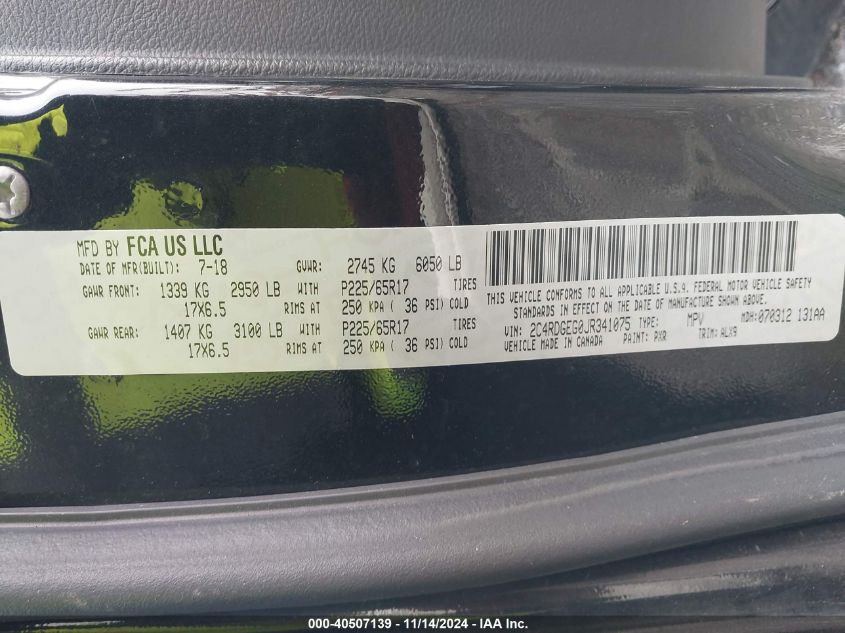 MFD BY FCA US LLC
DATE OF MFR(BUILT): 7-18 GVWR: 2745 KG 6050 LB
GAWR FRONT: 1339 KG 2950 LB WITH P225/65R17 TIRES
17X6.5 RIMS AT 250 KPA ( 36 PSI) COLD
GAWR REAR: 1407 KG 3100 LB WITH P225/65R17 TIRES
17X6.5 RIMS AT 250 KPA ( 36 PSI) COLD
THIS VEHICLE CONFORMS TO ALL APPLICABLE U.S.A. FEDERAL MOTOR VEHICLE SAFETY
STANDARDS IN EFFECT ON THE DATE OF MANUFACTURE SHOWN ABOVE.
VIN: 2C4RDGEG0JR341075 TYPE: MPV MDH: 070312 131AA
VEHICLE MADE IN CANADA PAINT: PXR TRIM: ALX9
000-40507139 - 11/14/2024 - IAA Inc.